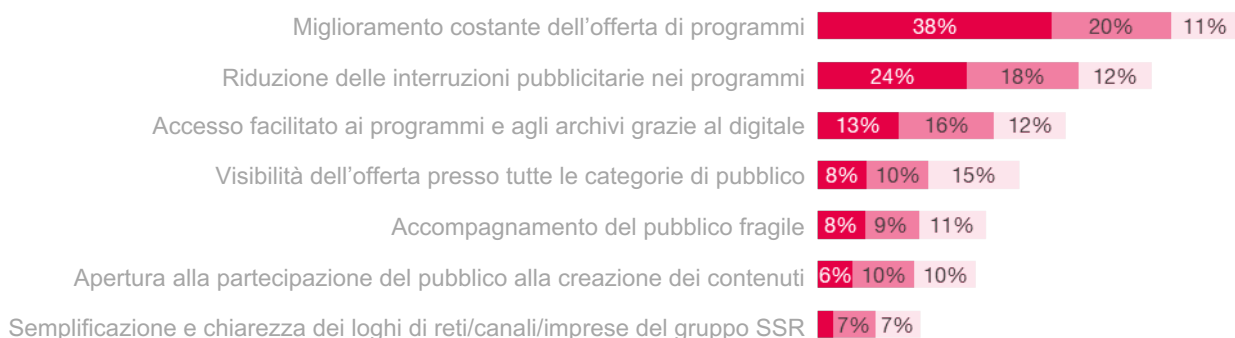 Miglioramento costante dell'offerta di programmi 38% 20% 11%
Riduzione delle interruzioni pubblicitarie nei programmi 24% 18% 12%
Accesso facilitato ai programmi e agli archivi grazie al digitale 13% 16% 12%
Visibilità dell'offerta presso tutte le categorie di pubblico 8% 10% 15%
Accompagnamento del pubblico fragile 8% 9% 11%
Apertura alla partecipazione del pubblico alla creazione dei contenuti 6% 10% 10%
Semplificazione e chiarezza dei loghi di reti/canali/imprese del gruppo SSR 7% 7%